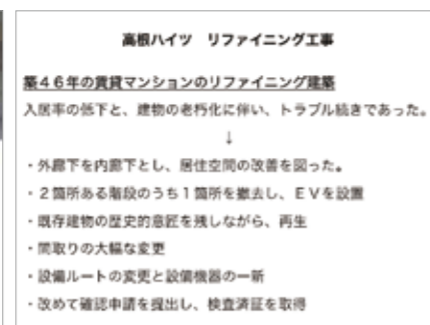 高根ハイツ　リファイニング工事
築４６年の賃貸マンションのリファイニング建築
入居率の低下と、建物の老朽化に伴い、トラブル続きであった。
↓
・外廊下を内廊下とし、居住空間の改善を図った。
・２箇所ある階段のうち１箇所を撤去し、ＥＶを設置
・既存建物の歴史的意匠を残しながら、再生
・間取りの大幅な変更
・設備ルートの変更と設備機器の一新
・改めて確認申請を提出し、検査済証を取得